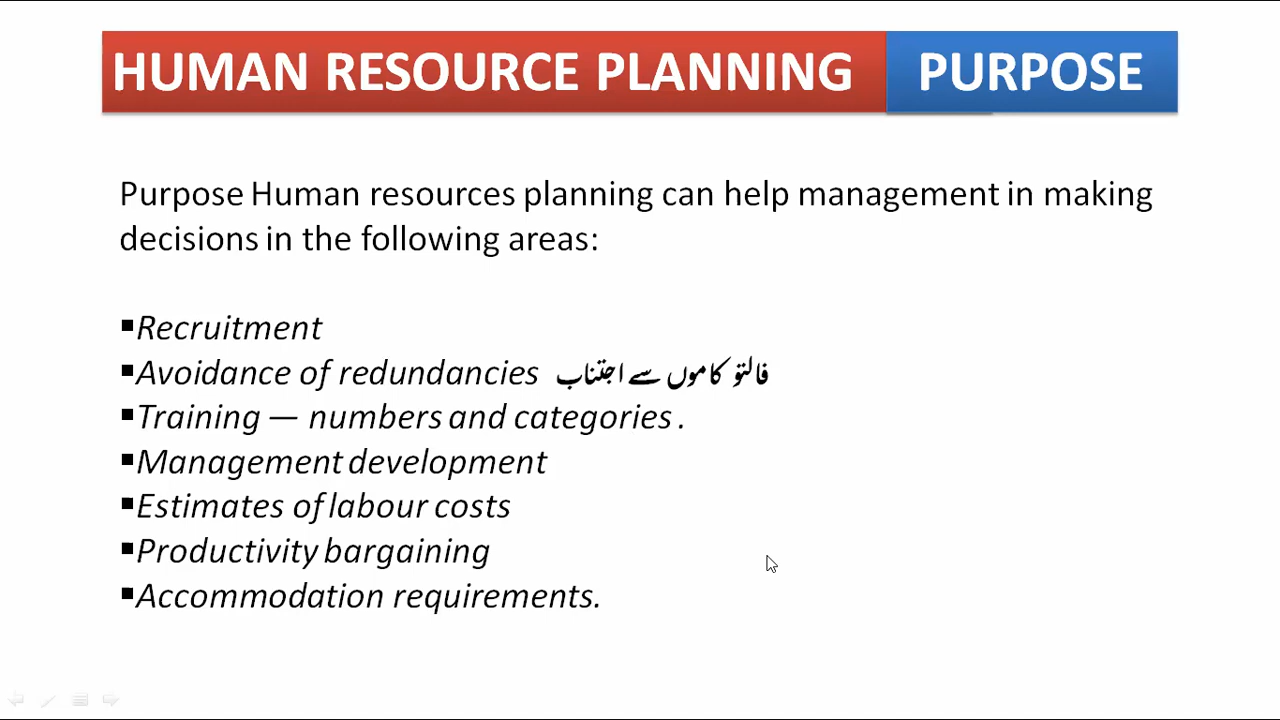 HUMAN RESOURCE PLANNING PURPOSE
Purpose Human resources planning can help management in making
decisions in the following areas:
▪Recruitment
▪Avoidance of redundancies فالتو کاموں سے اجتناب
▪Training — numbers and categories .
▪Management development
▪Estimates of labour costs
▪Productivity bargaining
▪Accommodation requirements.